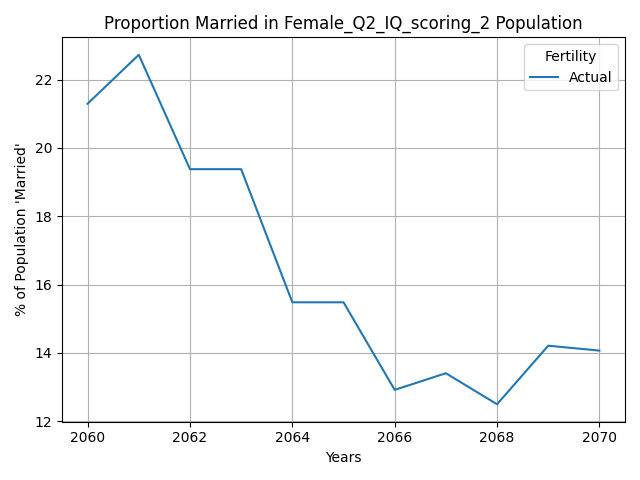 Proportion Married in Female_Q2_IQ_scoring_2 Population
Fertility
Actual
% of Population 'Married'
22
20
18
16
14
12
2060
2062
2064
2066
2068
2070
Years